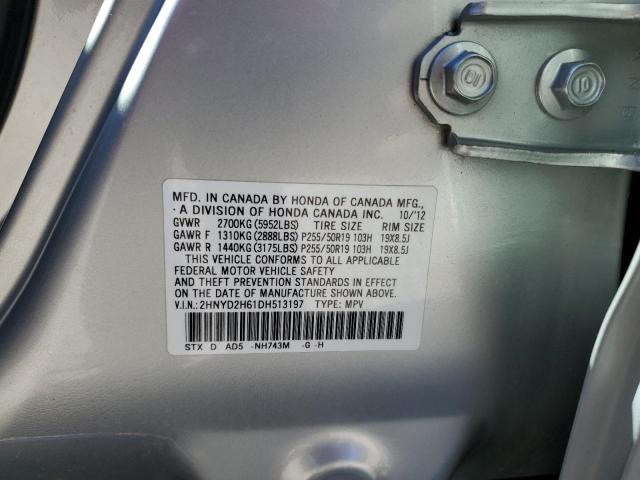 MFD. IN CANADA BY HONDA OF CANADA MFG.,
A DIVISION OF HONDA CANADA INC. 10/'12
GVWR 2700KG(5952LBS) TIRE SIZE RIM SIZE
GAWR F 1310KG(2888LBS)P255/50R19 103H 19X8.5J
GAWR R 1440KG(3175LBS)P255/50R19 103H 19X8.5J
THIS VEHICLE CONFORMS TO ALL APPLICABLE
FEDERAL MOTOR VEHICLE SAFETY
AND THEFT PREVENTION STANDARDS IN EFFECT
ON THE DATE OF MANUFACTURE SHOWN ABOVE.
V.I.N.:2HNYD2H61DH513197 TYPE: MPV
STX D AD5 -NH743M -G -H